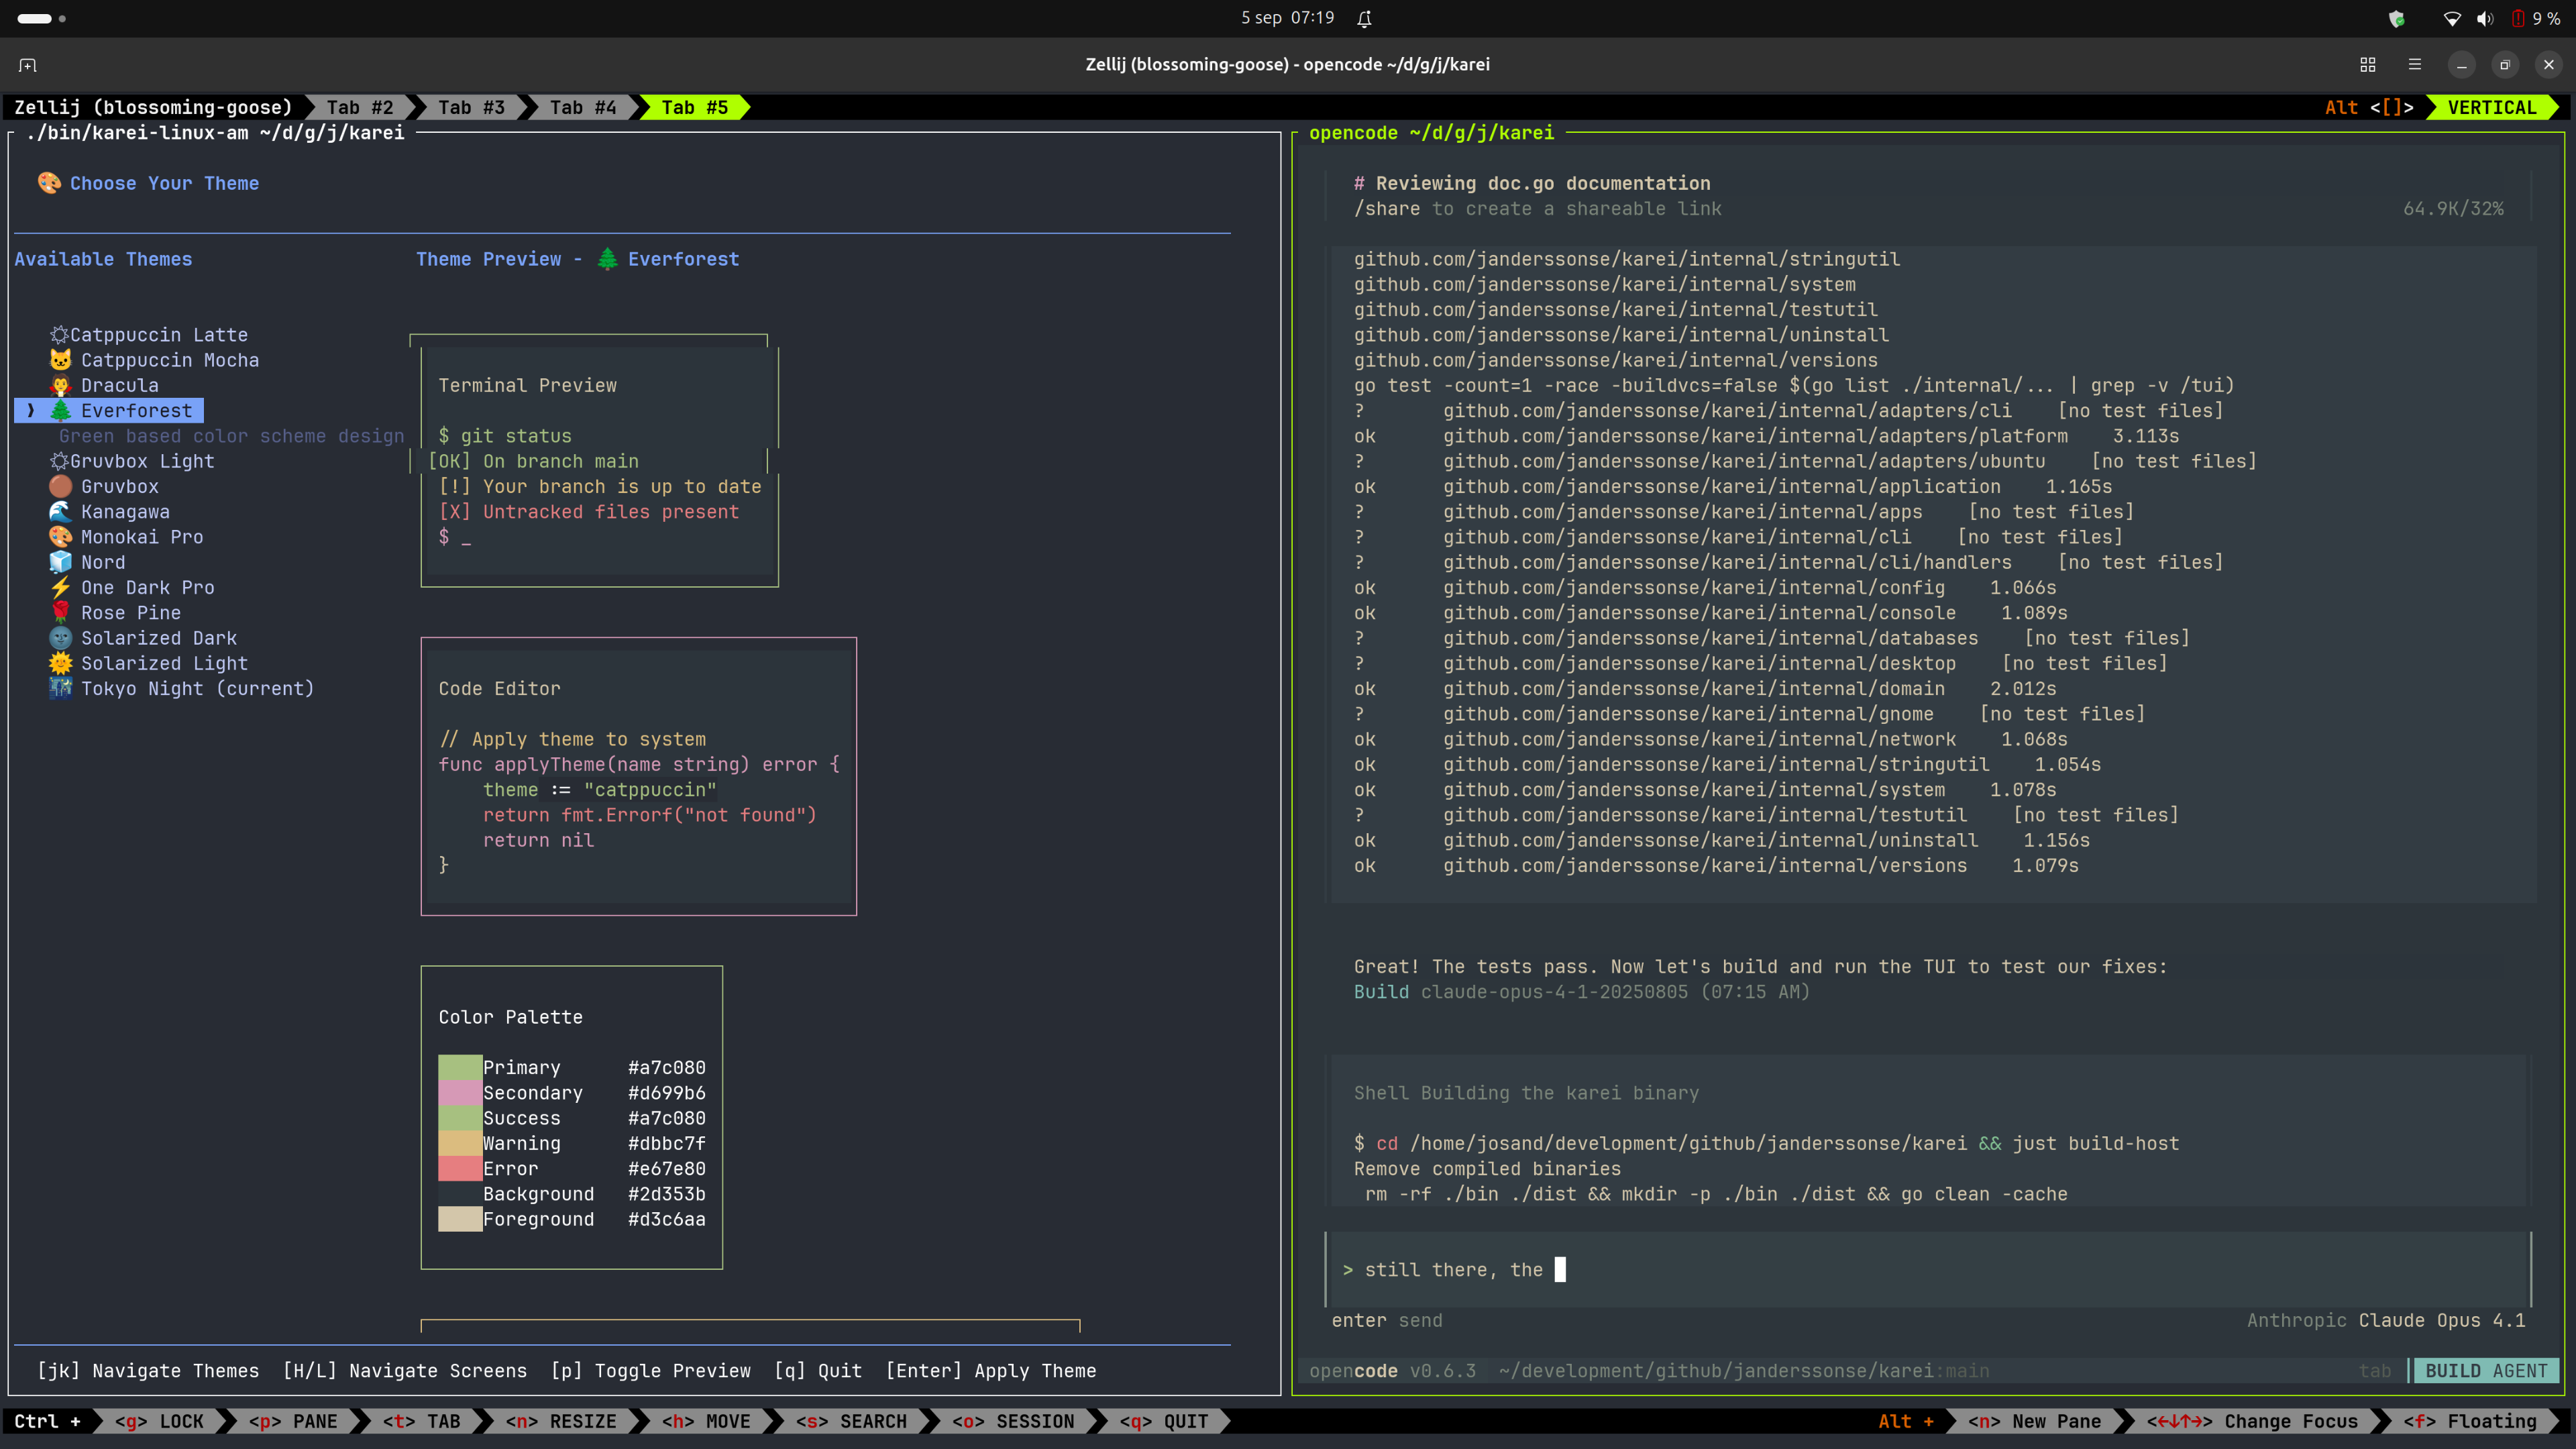 5 sep 07:19
9 %
Zellij (blossoming-goose) - opencode ~/d/g/j/karei
Zellij (blossoming-goose) Tab #2 Tab #3 Tab #4 Tab #5
Alt <[]> VERTICAL
./bin/karei-linux-am ~/d/g/j/karei
Choose Your Theme
Available Themes
Theme Preview - Everforest
Catppuccin Latte
Catppuccin Mocha
Dracula
❯ Everforest
Green based color scheme design
Gruvbox Light
Gruvbox
Kanagawa
Monokai Pro
Nord
One Dark Pro
Rose Pine
Solarized Dark
Solarized Light
Tokyo Night (current)
Terminal Preview
$ git status
[OK] On branch main
[!] Your branch is up to date
[X] Untracked files present
$ _
Code Editor
// Apply theme to system
func applyTheme(name string) error {
theme := "catppuccin"
return fmt.Errorf("not found")
return nil
}
Color Palette
Primary #a7c080
Secondary #d699b6
Success #a7c080
Warning #dbbc7f
Error #e67e80
Background #2d353b
Foreground #d3c6aa
[jk] Navigate Themes [H/L] Navigate Screens [p] Toggle Preview [q] Quit [Enter] Apply Theme
opencode ~/d/g/j/karei
# Reviewing doc.go documentation
/share to create a shareable link 64.9K/32%
github.com/janderssonse/karei/internal/stringutil
github.com/janderssonse/karei/internal/system
github.com/janderssonse/karei/internal/testutil
github.com/janderssonse/karei/internal/uninstall
github.com/janderssonse/karei/internal/versions
go test -count=1 -race -buildvcs=false $(go list ./internal/... | grep -v /tui)
? github.com/janderssonse/karei/internal/adapters/cli [no test files]
ok github.com/janderssonse/karei/internal/adapters/platform 3.113s
? github.com/janderssonse/karei/internal/adapters/ubuntu [no test files]
ok github.com/janderssonse/karei/internal/application 1.165s
? github.com/janderssonse/karei/internal/apps [no test files]
? github.com/janderssonse/karei/internal/cli [no test files]
? github.com/janderssonse/karei/internal/cli/handlers [no test files]
ok github.com/janderssonse/karei/internal/config 1.066s
ok github.com/janderssonse/karei/internal/console 1.089s
? github.com/janderssonse/karei/internal/databases [no test files]
? github.com/janderssonse/karei/internal/desktop [no test files]
ok github.com/janderssonse/karei/internal/domain 2.012s
? github.com/janderssonse/karei/internal/gnome [no test files]
ok github.com/janderssonse/karei/internal/network 1.068s
ok github.com/janderssonse/karei/internal/stringutil 1.054s
ok github.com/janderssonse/karei/internal/system 1.078s
? github.com/janderssonse/karei/internal/testutil [no test files]
ok github.com/janderssonse/karei/internal/uninstall 1.156s
ok github.com/janderssonse/karei/internal/versions 1.079s
Great! The tests pass. Now let's build and run the TUI to test our fixes:
Build claude-opus-4-1-20250805 (07:15 AM)
Shell Building the karei binary
$ cd /home/josand/development/github/janderssonse/karei && just build-host
Remove compiled binaries
rm -rf ./bin ./dist && mkdir -p ./bin ./dist && go clean -cache
> still there, the
enter send Anthropic Claude Opus 4.1
opencode v0.6.3 ~/development/github/janderssonse/karei:main tab BUILD AGENT
Ctrl + <g> LOCK <p> PANE <t> TAB <n> RESIZE <h> MOVE <s> SEARCH <o> SESSION <q> QUIT
Alt + <n> New Pane <←↓↑→> Change Focus <f> Floating